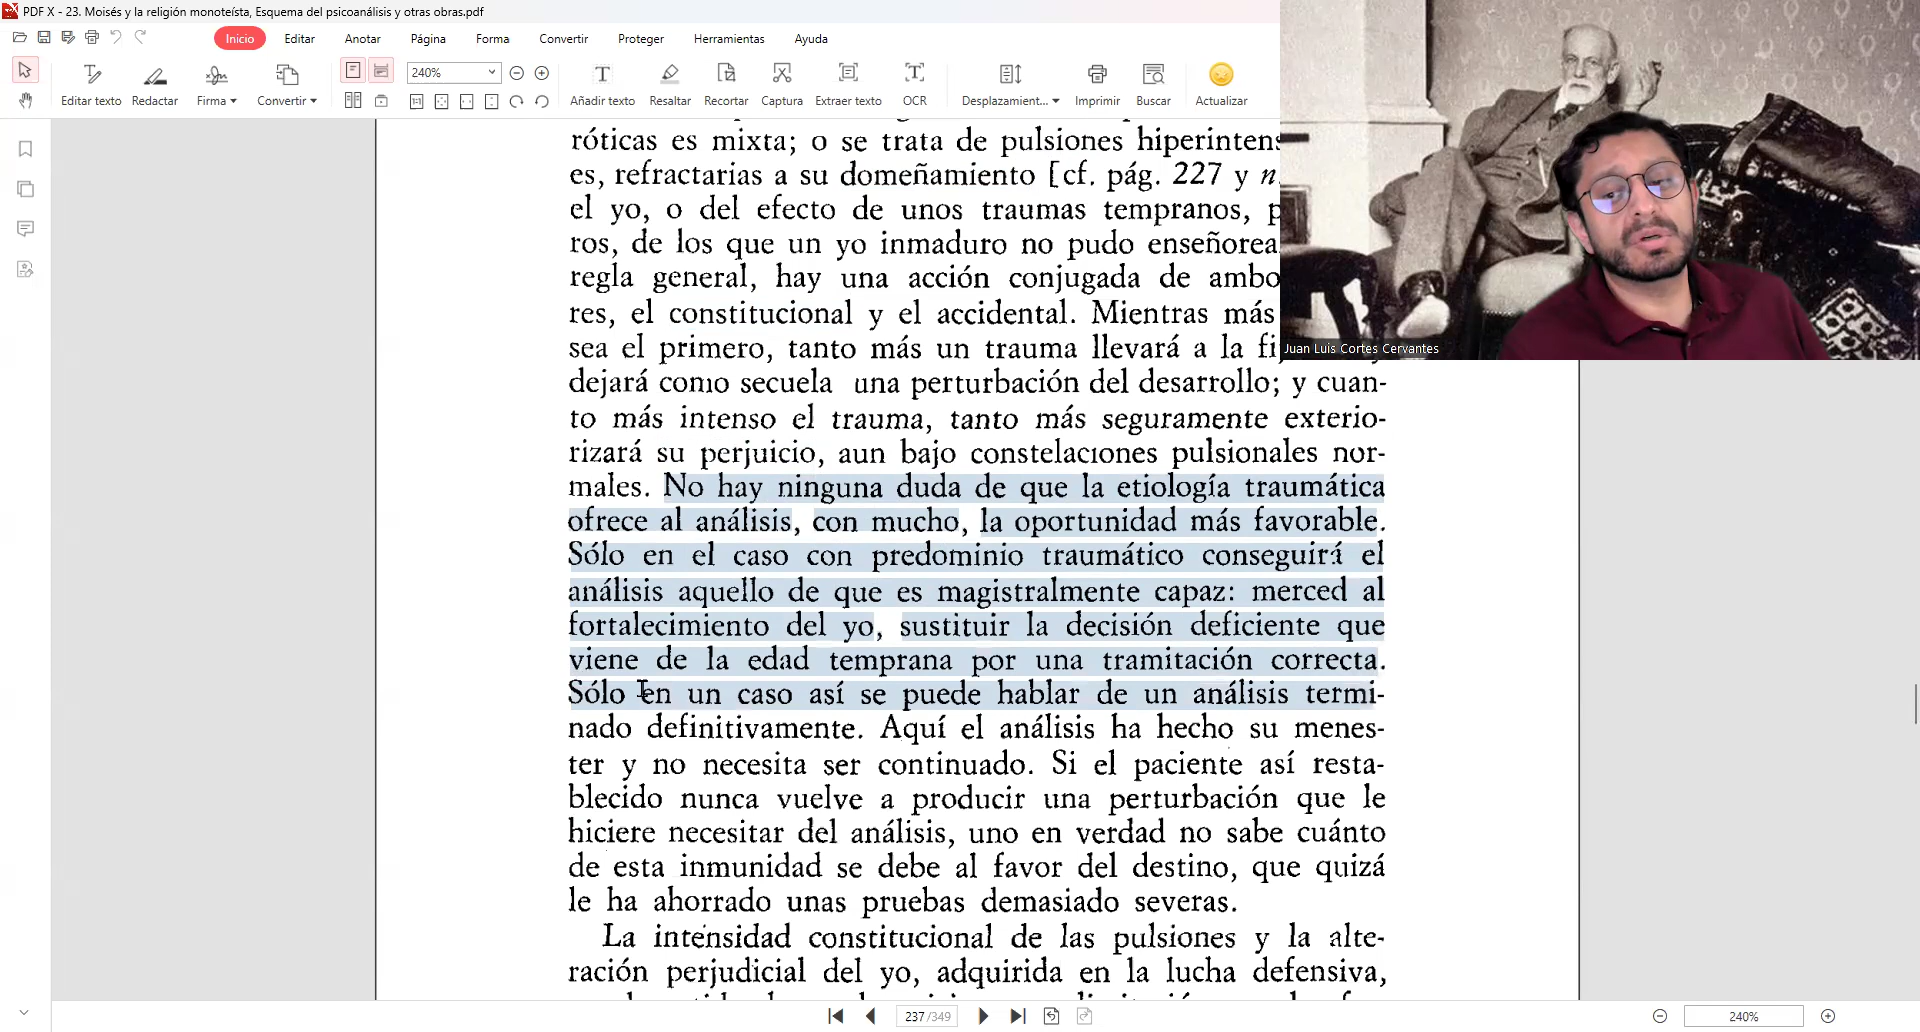 PDF X - 23. Moisés y la religión monoteísta, Esquema del psicoanálisis y otras obras.pdf
Inicio Editar Anotar Página Forma Convertir Proteger Herramientas Ayuda
240%
Editar texto Redactar Firma Convertir Añadir texto Resaltar Recortar Captura Extraer texto OCR Desplazamient... Imprimir Buscar Actualizar
róticas es mixta; o se trata de pulsiones hiperintens
es, refractarias a su domeñamiento [cf. pág. 227 y n.
el yo, o del efecto de unos traumas tempranos, p
ros, de los que un yo inmaduro no pudo enseñorea
regla general, hay una acción conjugada de ambo
res, el constitucional y el accidental. Mientras más
sea el primero, tanto más un trauma llevará a la fi
dejará como secuela una perturbación del desarrollo; y cuan-
to más intenso el trauma, tanto más seguramente exterio-
rizará su perjuicio, aun bajo constelaciones pulsionales nor-
males. No hay ninguna duda de que la etiología traumática
ofrece al análisis, con mucho, la oportunidad más favorable.
Sólo en el caso con predominio traumático conseguirá el
análisis aquello de que es magistralmente capaz: merced al
fortalecimiento del yo, sustituir la decisión deficiente que
viene de la edad temprana por una tramitación correcta.
Sólo en un caso así se puede hablar de un análisis termi-
nado definitivamente. Aquí el análisis ha hecho su menes-
ter y no necesita ser continuado. Si el paciente así resta-
blecido nunca vuelve a producir una perturbación que le
hiciere necesitar del análisis, uno en verdad no sabe cuánto
de esta inmunidad se debe al favor del destino, que quizá
le ha ahorrado unas pruebas demasiado severas.
La intensidad constitucional de las pulsiones y la alte-
ración perjudicial del yo, adquirida en la lucha defensiva,
Juan Luis Cortes Cervantes
237/349
240%